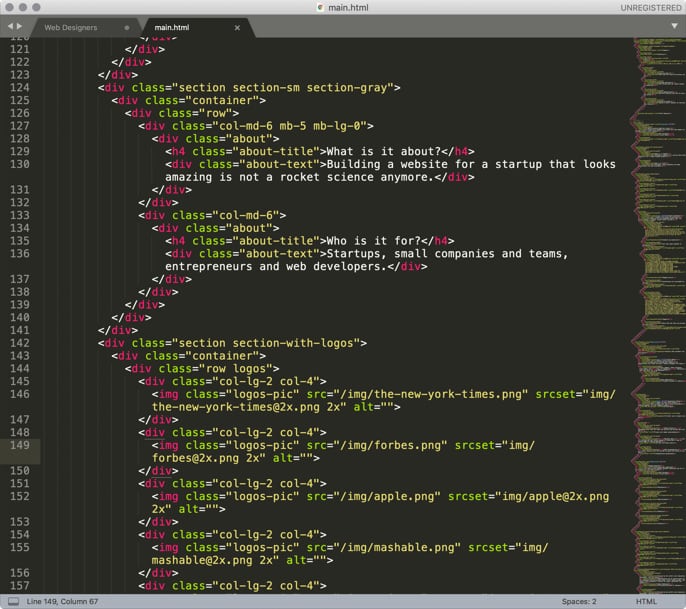 main.html
UNREGISTERED
Web Designers
main.html
120 </div>
121 </div>
122 </div>
123 </div>
124 <div class="section section-sm section-gray">
125 <div class="container">
126 <div class="row">
127 <div class="col-md-6 mb-5 mb-lg-0">
128 <div class="about">
129 <h4 class="about-title">What is it about?</h4>
130 <div class="about-text">Building a website for a startup that looks
amazing is not a rocket science anymore.</div>
131 </div>
132 </div>
133 <div class="col-md-6">
134 <div class="about">
135 <h4 class="about-title">Who is it for?</h4>
136 <div class="about-text">Startups, small companies and teams,
entrepreneurs and web developers.</div>
137 </div>
138 </div>
139 </div>
140 </div>
141 </div>
142 <div class="section section-with-logos">
143 <div class="container">
144 <div class="row logos">
145 <div class="col-lg-2 col-4">
146 <img class="logos-pic" src="/img/the-new-york-times.png" srcset="img/
the-new-york-times@2x.png 2x" alt="">
147 </div>
148 <div class="col-lg-2 col-4">
149 <img class="logos-pic" src="/img/forbes.png" srcset="img/
forbes@2x.png 2x" alt="">
150 </div>
151 <div class="col-lg-2 col-4">
152 <img class="logos-pic" src="/img/apple.png" srcset="img/apple@2x.png
2x" alt="">
153 </div>
154 <div class="col-lg-2 col-4">
155 <img class="logos-pic" src="/img/mashable.png" srcset="img/
mashable@2x.png 2x" alt="">
156 </div>
157 <div class="col-lg-2 col-4">
Line 149, Column 67
Spaces: 2
HTML